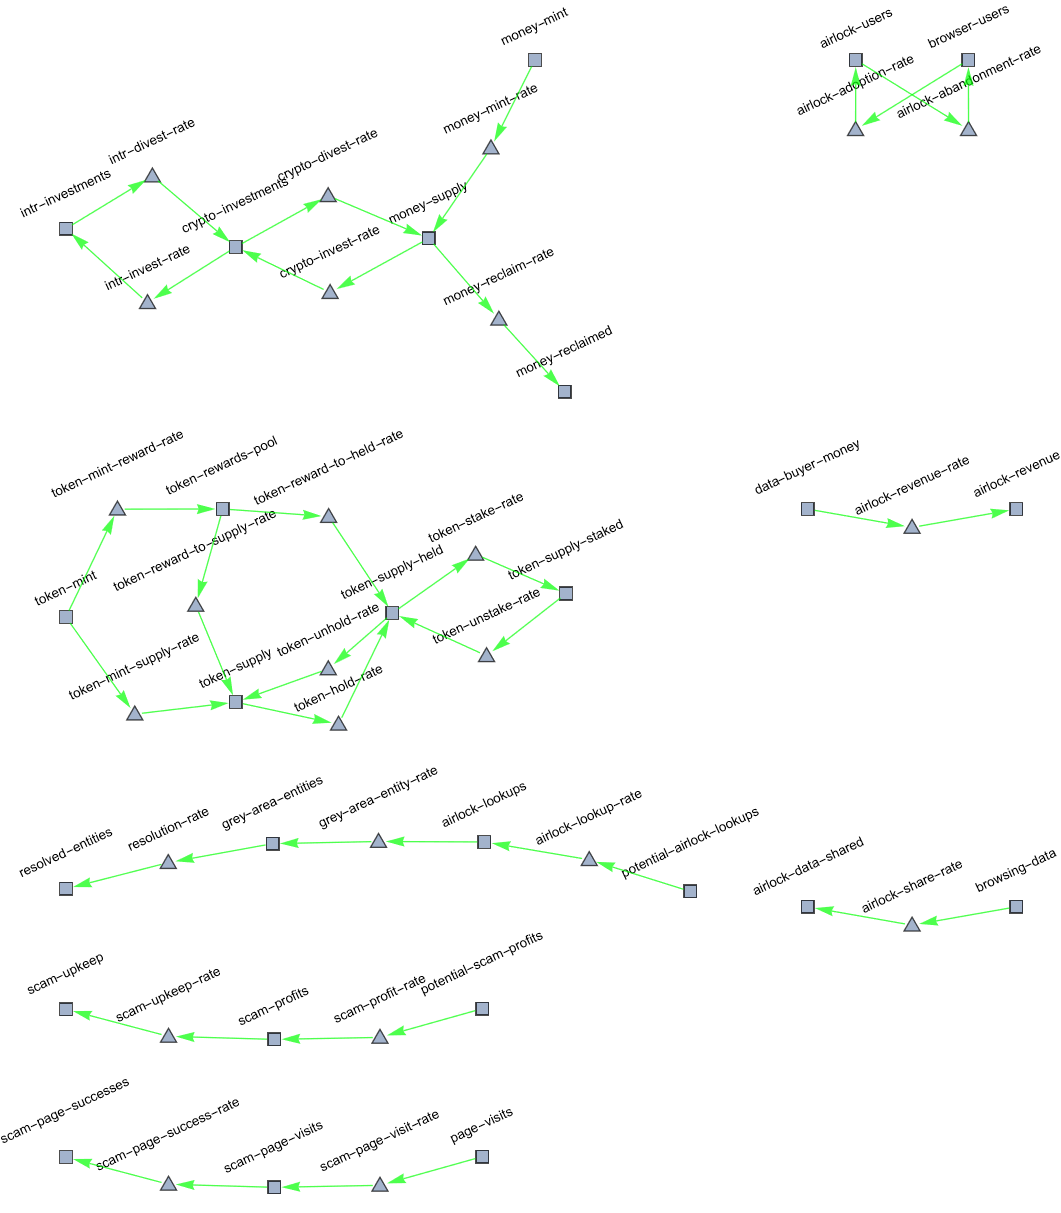 money-mint
airlock-users
browser-users
airlock-adoption-rate
airlock-abandonment-rate
money-mint-rate
intr-divest-rate
crypto-divest-rate
intr-investments
crypto-investments
money-supply
intr-invest-rate
crypto-invest-rate
money-reclaim-rate
money-reclaimed
token-mint-reward-rate
token-rewards-pool
token-reward-to-held-rate
data-buyer-money
airlock-revenue-rate
airlock-revenue
token-reward-to-supply-rate
token-stake-rate
token-mint
token-supply-held
token-supply-staked
token-unhold-rate
token-unstake-rate
token-mint-supply-rate
token-supply
token-hold-rate
resolved-entities
resolution-rate
grey-area-entities
grey-area-entity-rate
airlock-lookups
airlock-lookup-rate
potential-airlock-lookups
airlock-data-shared
airlock-share-rate
browsing-data
scam-upkeep
scam-upkeep-rate
scam-profits
scam-profit-rate
potential-scam-profits
scam-page-successes
scam-page-success-rate
scam-page-visits
scam-page-visit-rate
page-visits